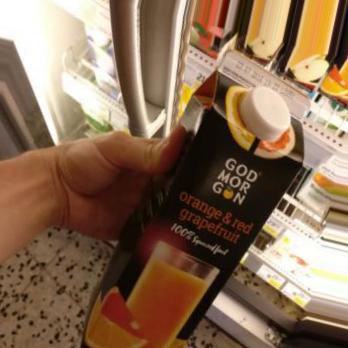 GOD
MOR
GON
orange & red
grapefruit
100% Squeezed fruit